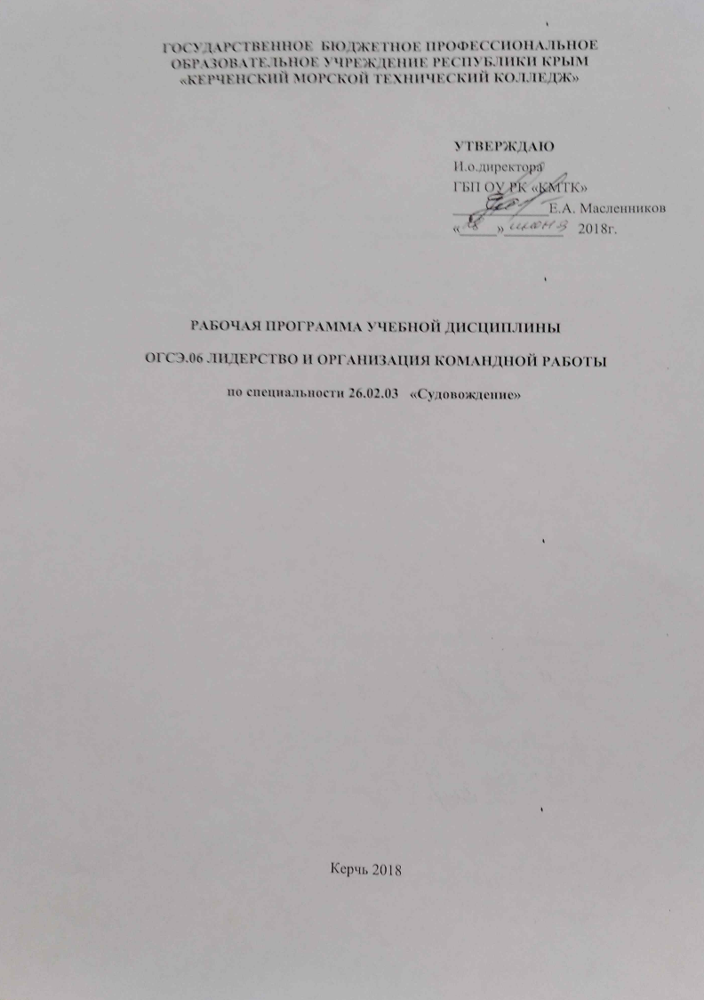 ГОСУДАРСТВЕННОЕ БЮДЖЕТНОЕ ПРОФЕССИОНАЛЬНОЕ
ОБРАЗОВАТЕЛЬНОЕ УЧРЕЖДЕНИЕ РЕСПУБЛИКИ КРЫМ
«КЕРЧЕНСКИЙ МОРСКОЙ ТЕХНИЧЕСКИЙ КОЛЛЕДЖ»
УТВЕРЖДАЮ
И.о.директора
ГБП ОУ РК «КМТК»
Е.А. Масленников
«28» июня 2018г.
РАБОЧАЯ ПРОГРАММА УЧЕБНОЙ ДИСЦИПЛИНЫ
ОГСЭ.06 ЛИДЕРСТВО И ОРГАНИЗАЦИЯ КОМАНДНОЙ РАБОТЫ
по специальности 26.02.03 «Судовождение»
Керчь 2018